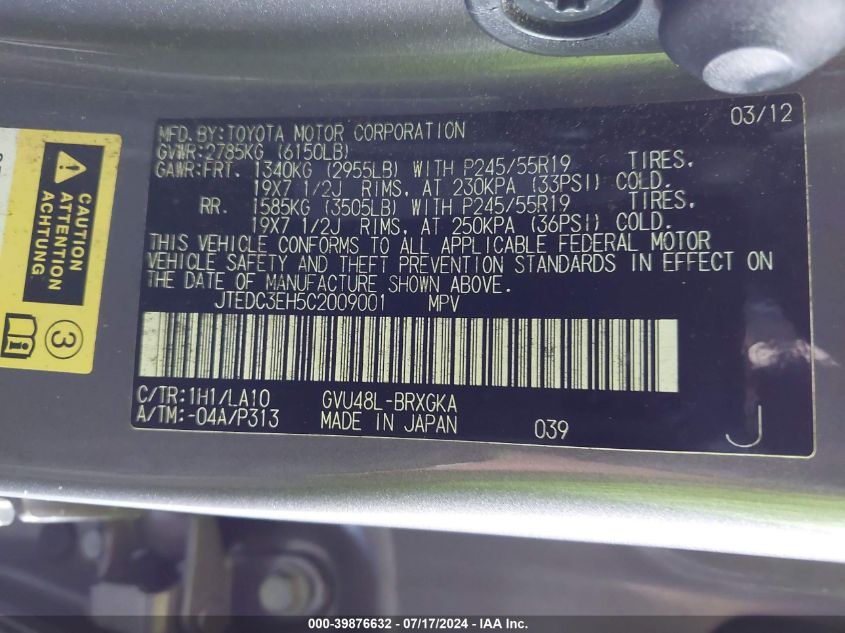 03/12
MFD. BY:TOYOTA MOTOR CORPORATION
GVWR:2785KG (6150LB)
GAWR:FRT. 1340KG (2955LB) WITH P245/55R19 TIRES.
19X7 1/2J RIMS, AT 230KPA (33PSI) COLD.
RR. 1585KG (3505LB) WITH P245/55R19 TIRES,
19X7 1/2J RIMS, AT 250KPA (36PSI) COLD.
THIS VEHICLE CONFORMS TO ALL APPLICABLE FEDERAL MOTOR
VEHICLE SAFETY AND THEFT PREVENTION STANDARDS IN EFFECT ON
THE DATE OF MANUFACTURE SHOWN ABOVE.
JTEDC3EH5C2009001 MPV
C/TR:1H1/LA10 GVU48L-BRXGKA
A/TM:-04A/P313 MADE IN JAPAN 039 J
CAUTION
ATTENTION
ACHTUNG
3
000-39876632 - 07/17/2024 - IAA Inc.